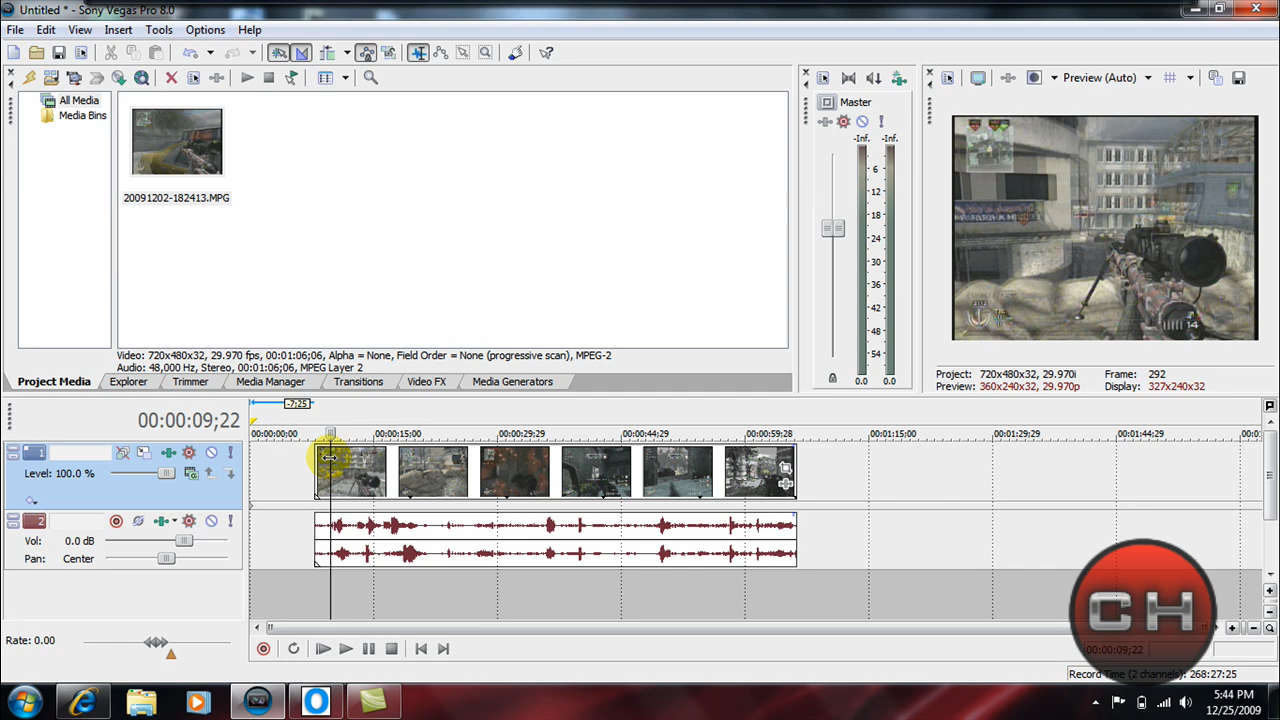 Untitled * - Sony Vegas Pro 8.0
File Edit View Insert Tools Options Help
All Media
Media Bins
20091202-182413.MPG
Video: 720x480x32, 29.970 fps, 00:01:06;06, Alpha = None, Field Order = None (progressive scan), MPEG-2
Audio: 48,000 Hz, Stereo, 00:01:06;06, MPEG Layer 2
Project Media Explorer Trimmer Media Manager Transitions Video FX Media Generators
Master
-Inf. -Inf.
6
12
18
24
30
36
42
48
54
0.0 0.0
Preview (Auto)
14
Project: 720x480x32, 29.970i
Preview: 360x240x32, 29.970p
Frame: 292
Display: 327x240x32
00:00:09;22
-7;25
00:00:00;00 00:00:15;00 00:00:29;29 00:00:44;29 00:00:59;28 00:01:15;00 00:01:29;29 00:01:44;29 00:0
1
Level: 100.0 %
2
Vol: 0.0 dB
Pan: Center
Rate: 0.00
CH
00:00:09;22
Record Time (2 channels): 268:27:25
5:44 PM
12/25/2009